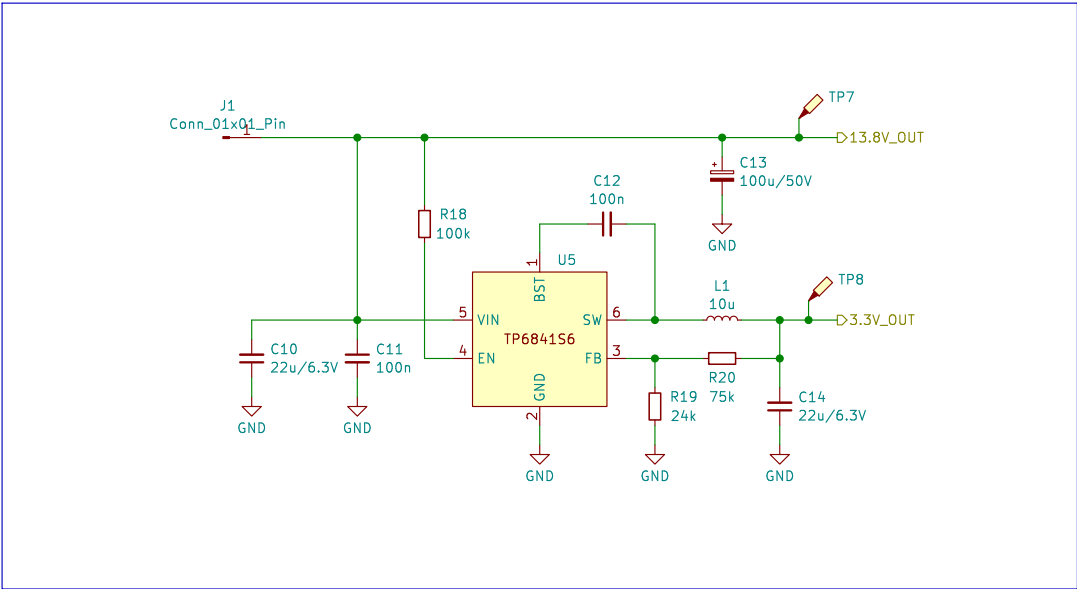 J1
Conn_01x01_Pin
1
TP7
13.8V_OUT
C13
100u/50V
+
GND
C12
100n
R18
100k
U5
1
BST
5
VIN
SW
6
TP6841S6
4
EN
FB
3
GND
2
GND
L1
10u
TP8
3.3V_OUT
C10
22u/6.3V
GND
C11
100n
GND
R20
75k
R19
24k
GND
C14
22u/6.3V
GND